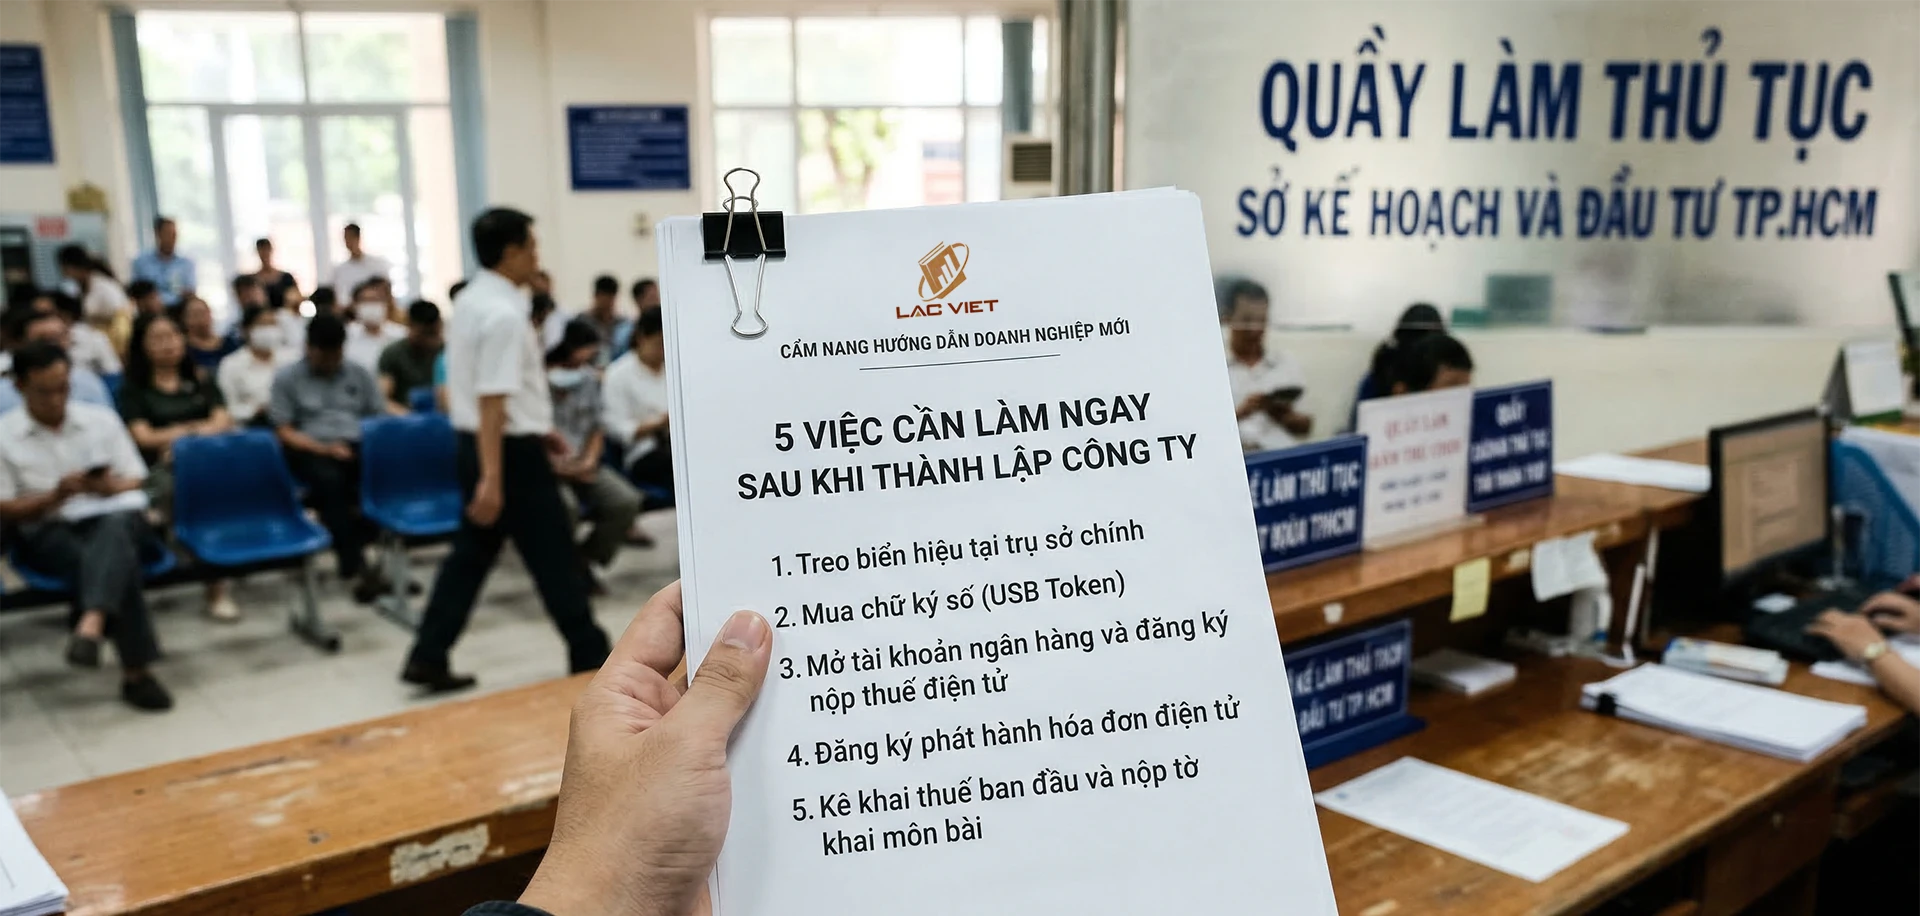 QUẦY LÀM THỦ TỤC
SỞ KẾ HOẠCH VÀ ĐẦU TƯ TP.HCM
LAC VIET
CẨM NANG HƯỚNG DẪN DOANH NGHIỆP MỚI
5 VIỆC CẦN LÀM NGAY
SAU KHI THÀNH LẬP CÔNG TY
1. Treo biển hiệu tại trụ sở chính
2. Mua chữ ký số (USB Token)
3. Mở tài khoản ngân hàng và đăng ký
nộp thuế điện tử
4. Đăng ký phát hành hóa đơn điện tử
5. Kê khai thuế ban đầu và nộp tờ
khai môn bài
LÀM THỦ TỤC